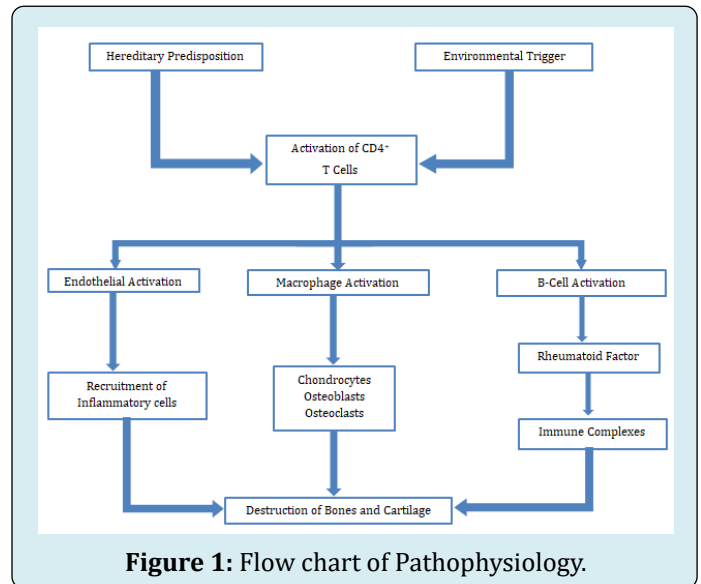 Hereditary Predisposition
Environmental Trigger
Activation of CD4⁺
T Cells
Endothelial Activation
Macrophage Activation
B-Cell Activation
Recruitment of
Inflammatory cells
Chondrocytes
Osteoblasts
Osteoclasts
Rheumatoid Factor
Immune Complexes
Destruction of Bones and Cartilage
Figure 1: Flow chart of Pathophysiology.